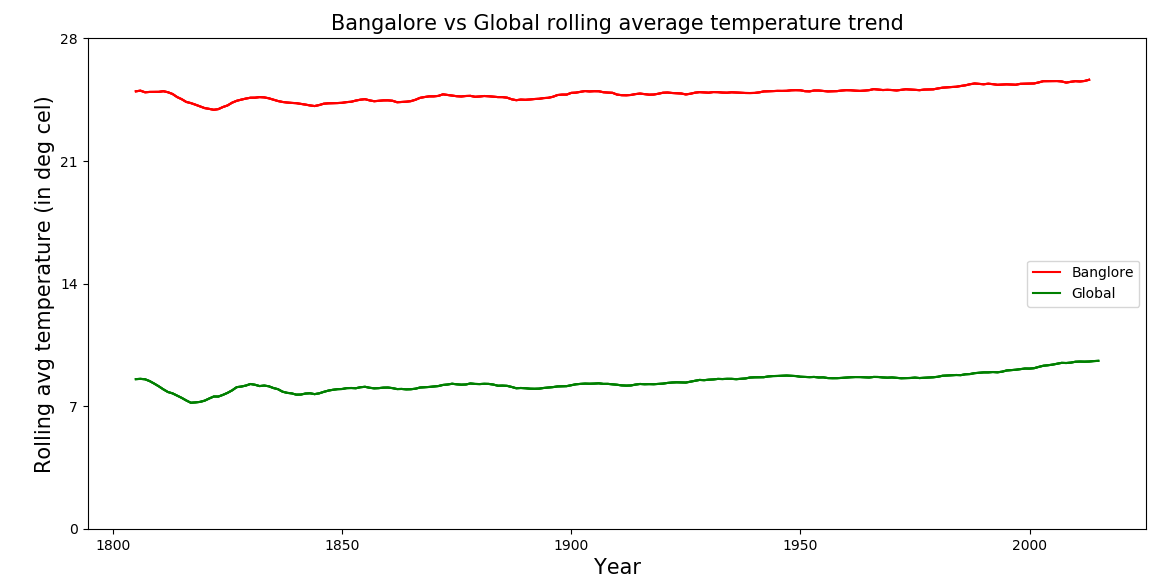 Bangalore vs Global rolling average temperature trend
28
21
14
7
0
Rolling avg temperature (in deg cel)
Banglore
Global
1800 1850 1900 1950 2000
Year